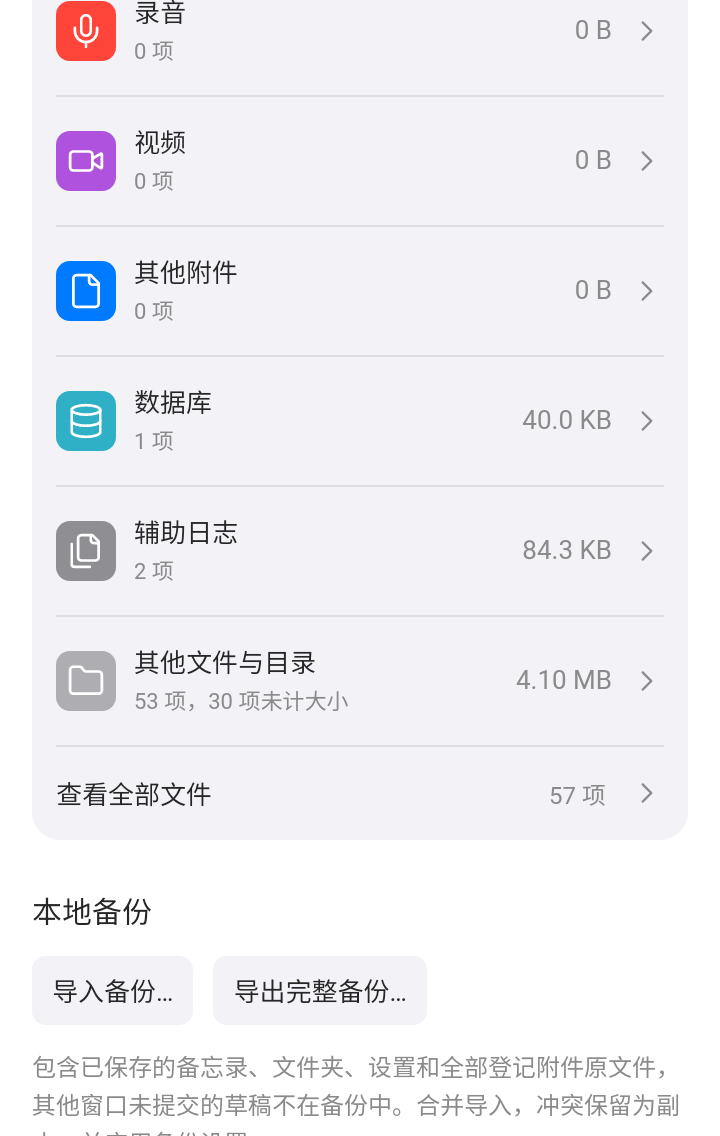 录音
0 项
0 B
视频
0 项
0 B
其他附件
0 项
0 B
数据库
1 项
40.0 KB
辅助日志
2 项
84.3 KB
其他文件与目录
53 项，30 项未计大小
4.10 MB
查看全部文件
57 项
本地备份
导入备份…
导出完整备份…
包含已保存的备忘录、文件夹、设置和全部登记附件原文件，
其他窗口未提交的草稿不在备份中。合并导入，冲突保留为副